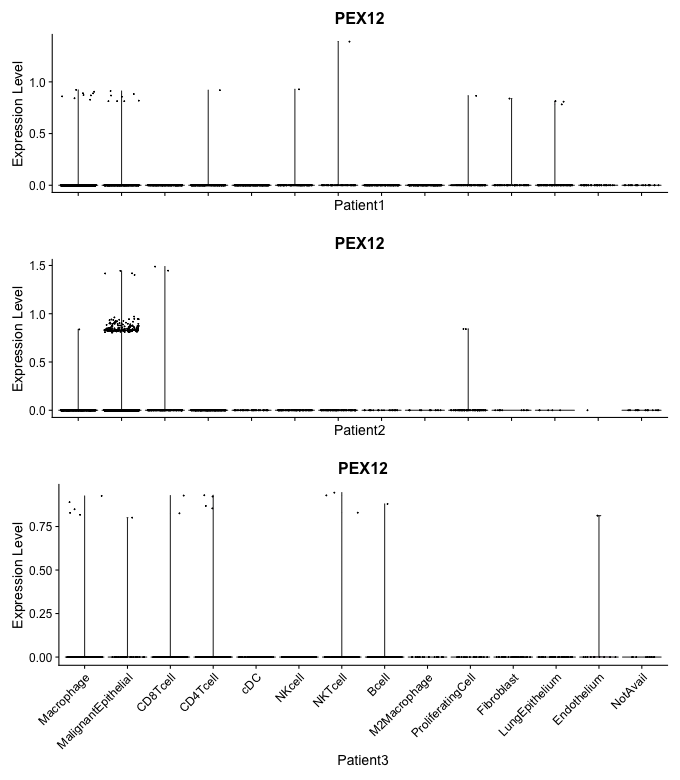 PEX12
Expression Level
1.0
0.5
0.0
Patient1
PEX12
Expression Level
1.5
1.0
0.5
0.0
Patient2
PEX12
Expression Level
0.75
0.50
0.25
0.00
Macrophage
MalignantEpithelial
CD8Tcell
CD4Tcell
cDC
NKcell
NKTcell
Bcell
M2Macrophage
ProliferatingCell
Fibroblast
LungEpithelium
Endothelium
NotAvail
Patient3